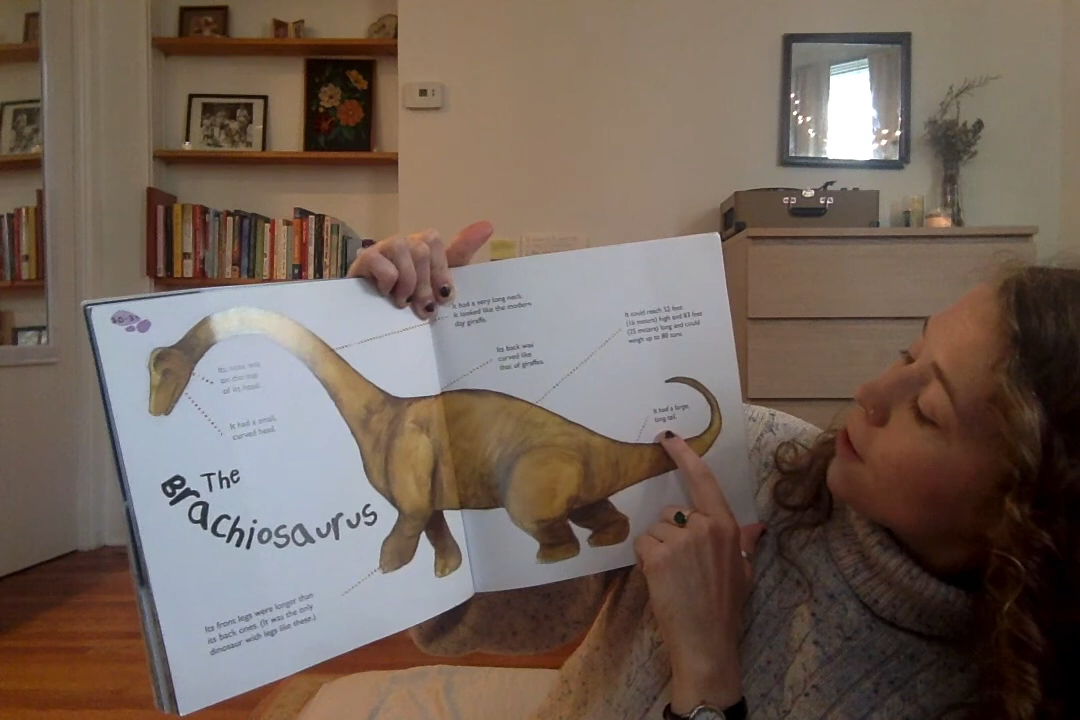 30-31
It had a very long neck.
It looked like the modern
day giraffe.
Its nose was
on the top
of its head.
It had a small,
curved head.
Its back was
curved like
that of giraffes.
It could reach 52 feet
(16 meters) high and 83 feet
(25 meters) long and could
weigh up to 80 tons.
It had a large,
long tail.
The
Brachiosaurus
Its front legs were longer than
its back ones. (It was the only
dinosaur with legs like these.)